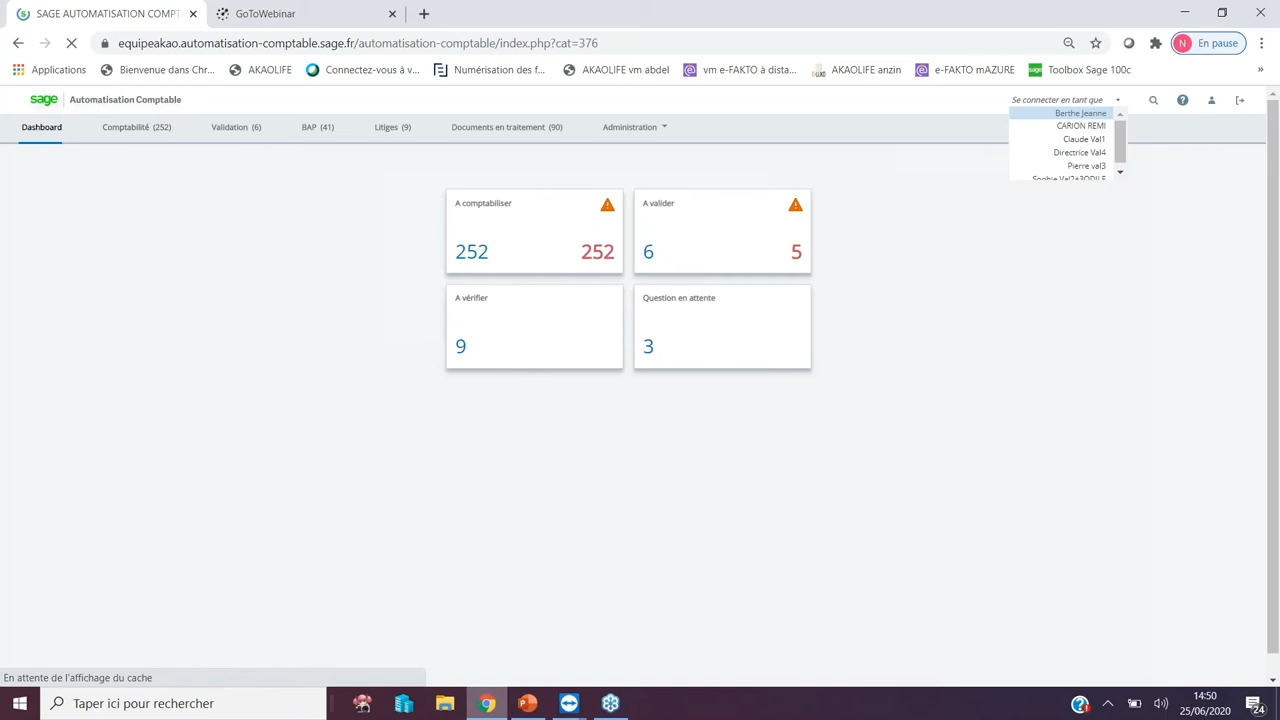 SAGE AUTOMATISATION COMPT
GoToWebinar
equipeakao.automatisation-comptable.sage.fr/automatisation-comptable/index.php?cat=376
N En pause
Applications
Bienvenue dans Chr...
AKAOLIFE
Connectez-vous à v...
Numérisation des f...
AKAOLIFE vm abdel
vm e-FAKTO à dista...
AKAOLIFE anzin
e-FAKTO mAZURE
Toolbox Sage 100c
»
sage Automatisation Comptable
Se connecter en tant que
Berthe Jeanne
CARION REMI
Claude Val1
Directrice Val4
Pierre val3
Sophie Val2à3ODILE
Dashboard
Comptabilité (252)
Validation (6)
BAP (41)
Litiges (9)
Documents en traitement (90)
Administration
A comptabiliser
252 252
A valider
6 5
A vérifier
9
Question en attente
3
En attente de l'affichage du cache
Taper ici pour rechercher
14:50
25/06/2020
24